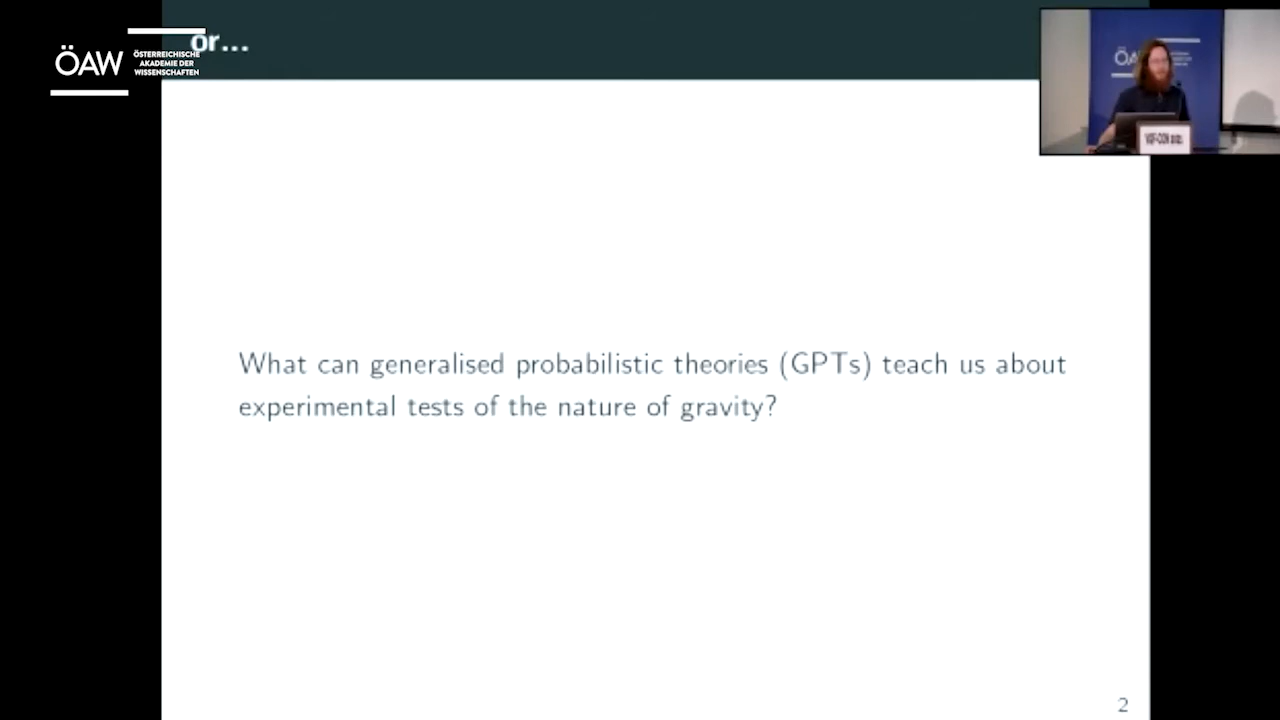 or...
ÖAW
ÖSTERREICHISCHE
AKADEMIE DER
WISSENSCHAFTEN
What can generalised probabilistic theories (GPTs) teach us about
experimental tests of the nature of gravity?
2